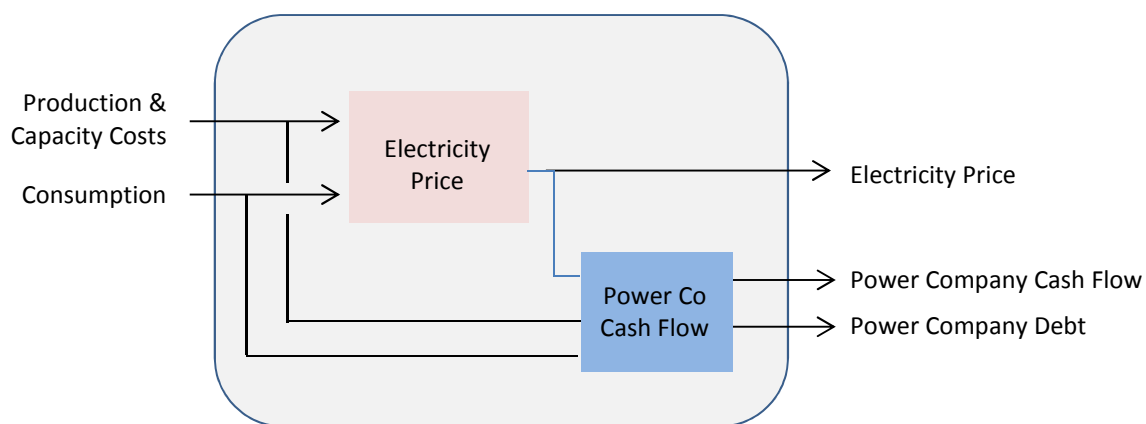 Production &
Capacity Costs
Consumption
Electricity
Price
Electricity Price
Power Co
Cash Flow
Power Company Cash Flow
Power Company Debt